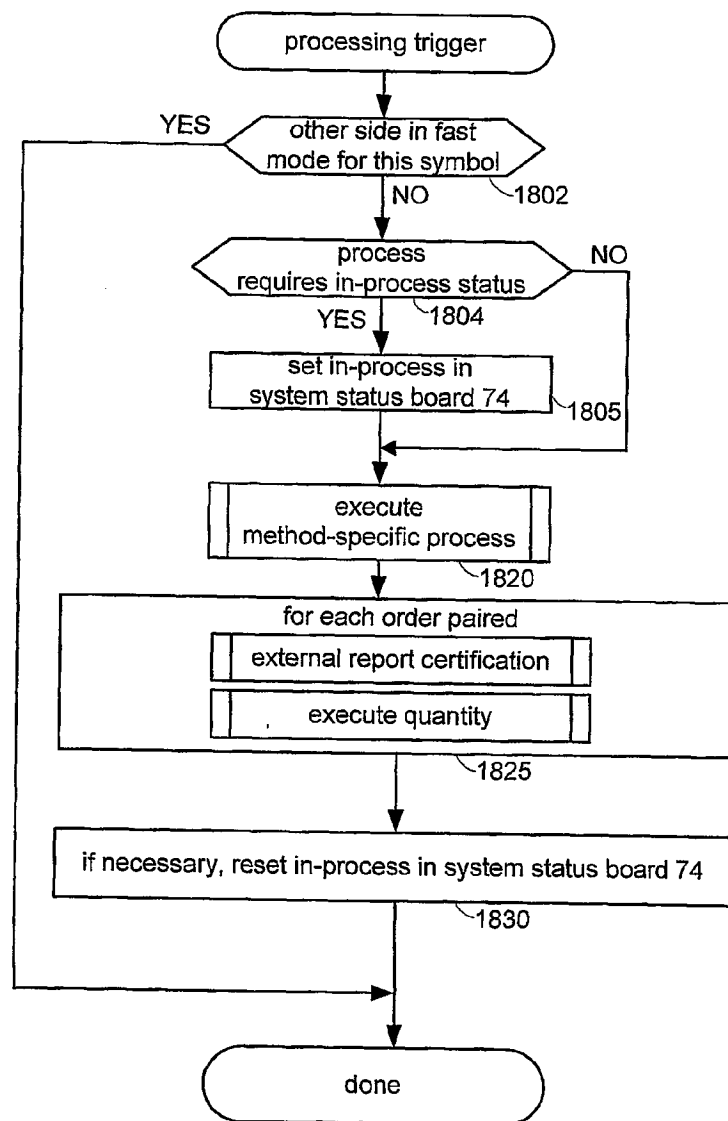 processing trigger
YES
other side in fast
mode for this symbol
1802
NO
process
requires in-process status
NO
1804
YES
set in-process in
system status board 74
1805
execute
method-specific process
1820
for each order paired
external report certification
execute quantity
1825
if necessary, reset in-process in system status board 74
1830
done